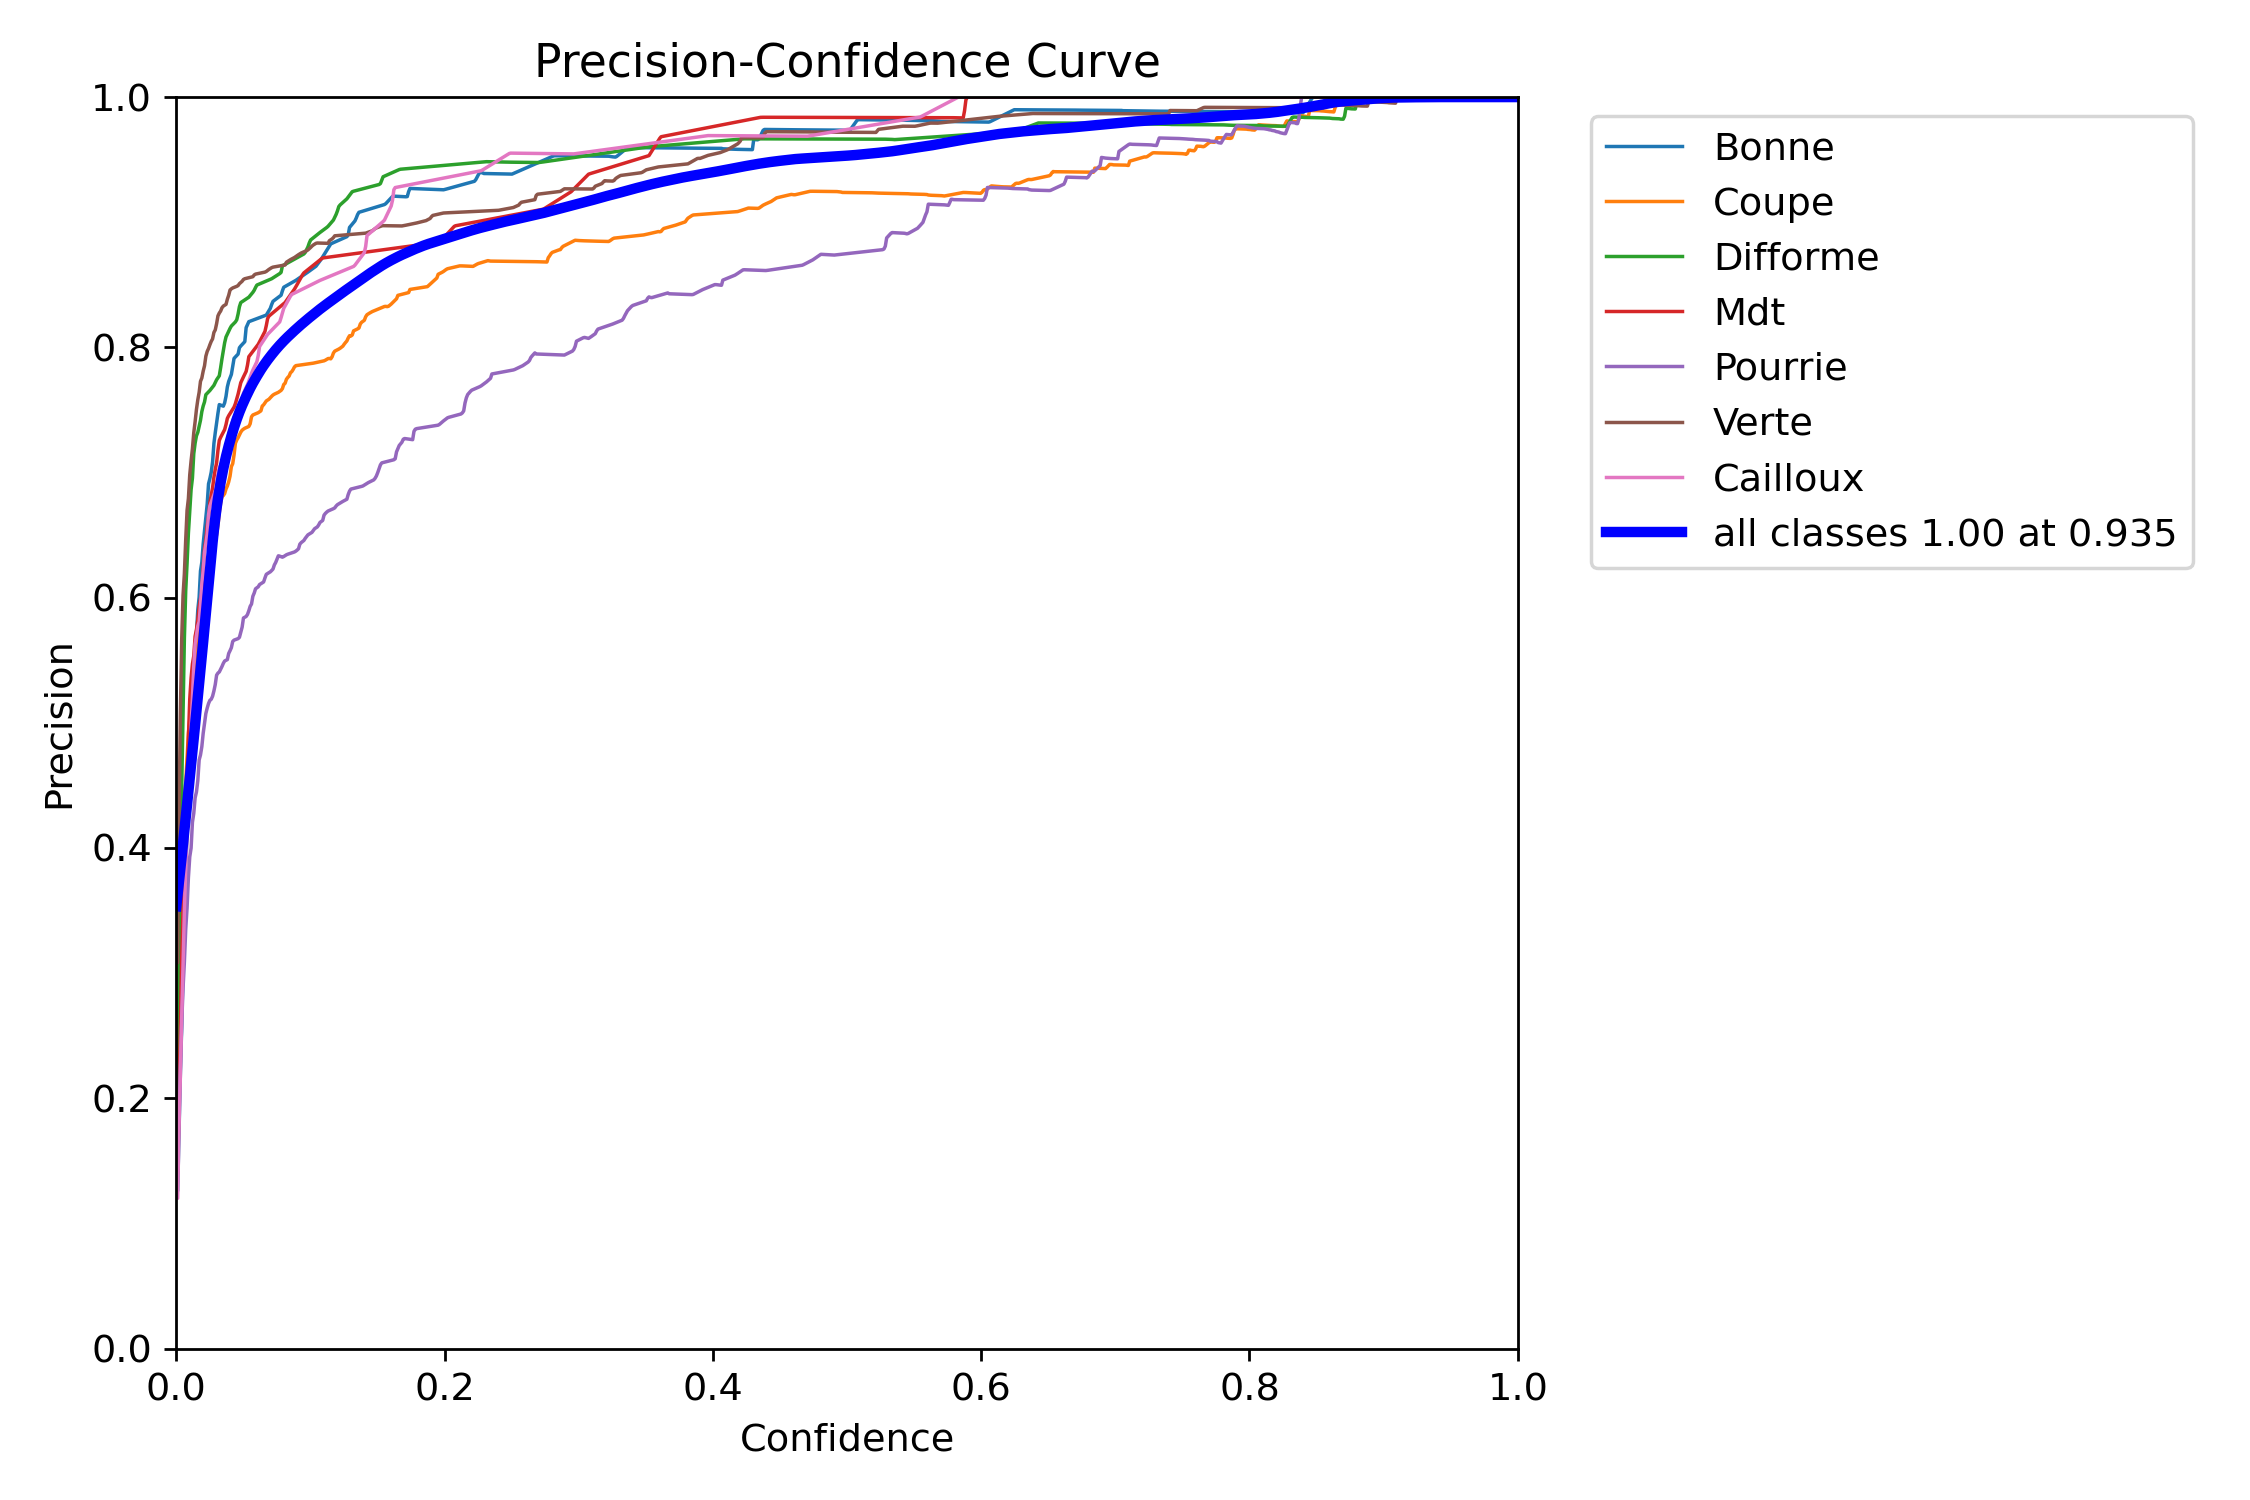 Precision-Confidence Curve
1.0
0.8
0.6
0.4
0.2
0.0
Precision
0.0 0.2 0.4 0.6 0.8 1.0
Confidence
Bonne
Coupe
Difforme
Mdt
Pourrie
Verte
Cailloux
all classes 1.00 at 0.935